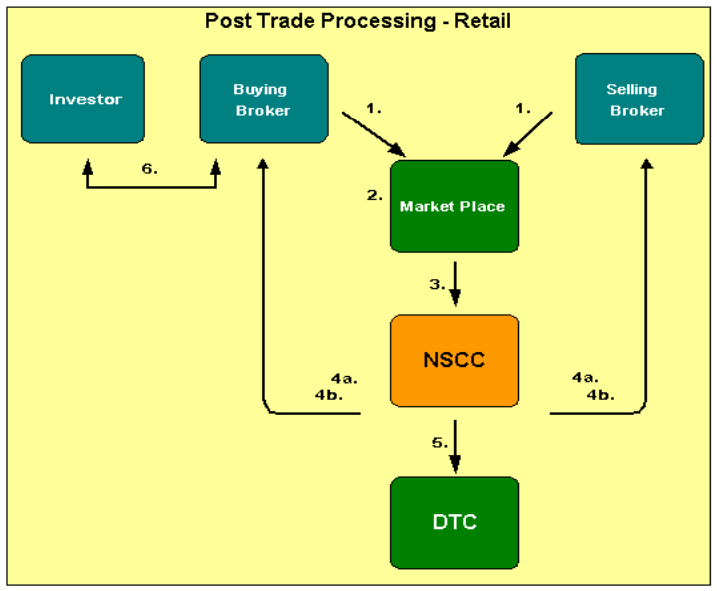 Post Trade Processing - Retail
Investor
Buying
Broker
Selling
Broker
1.
1.
6.
2.
Market Place
3.
NSCC
4a.
4b.
4a.
4b.
5.
DTC